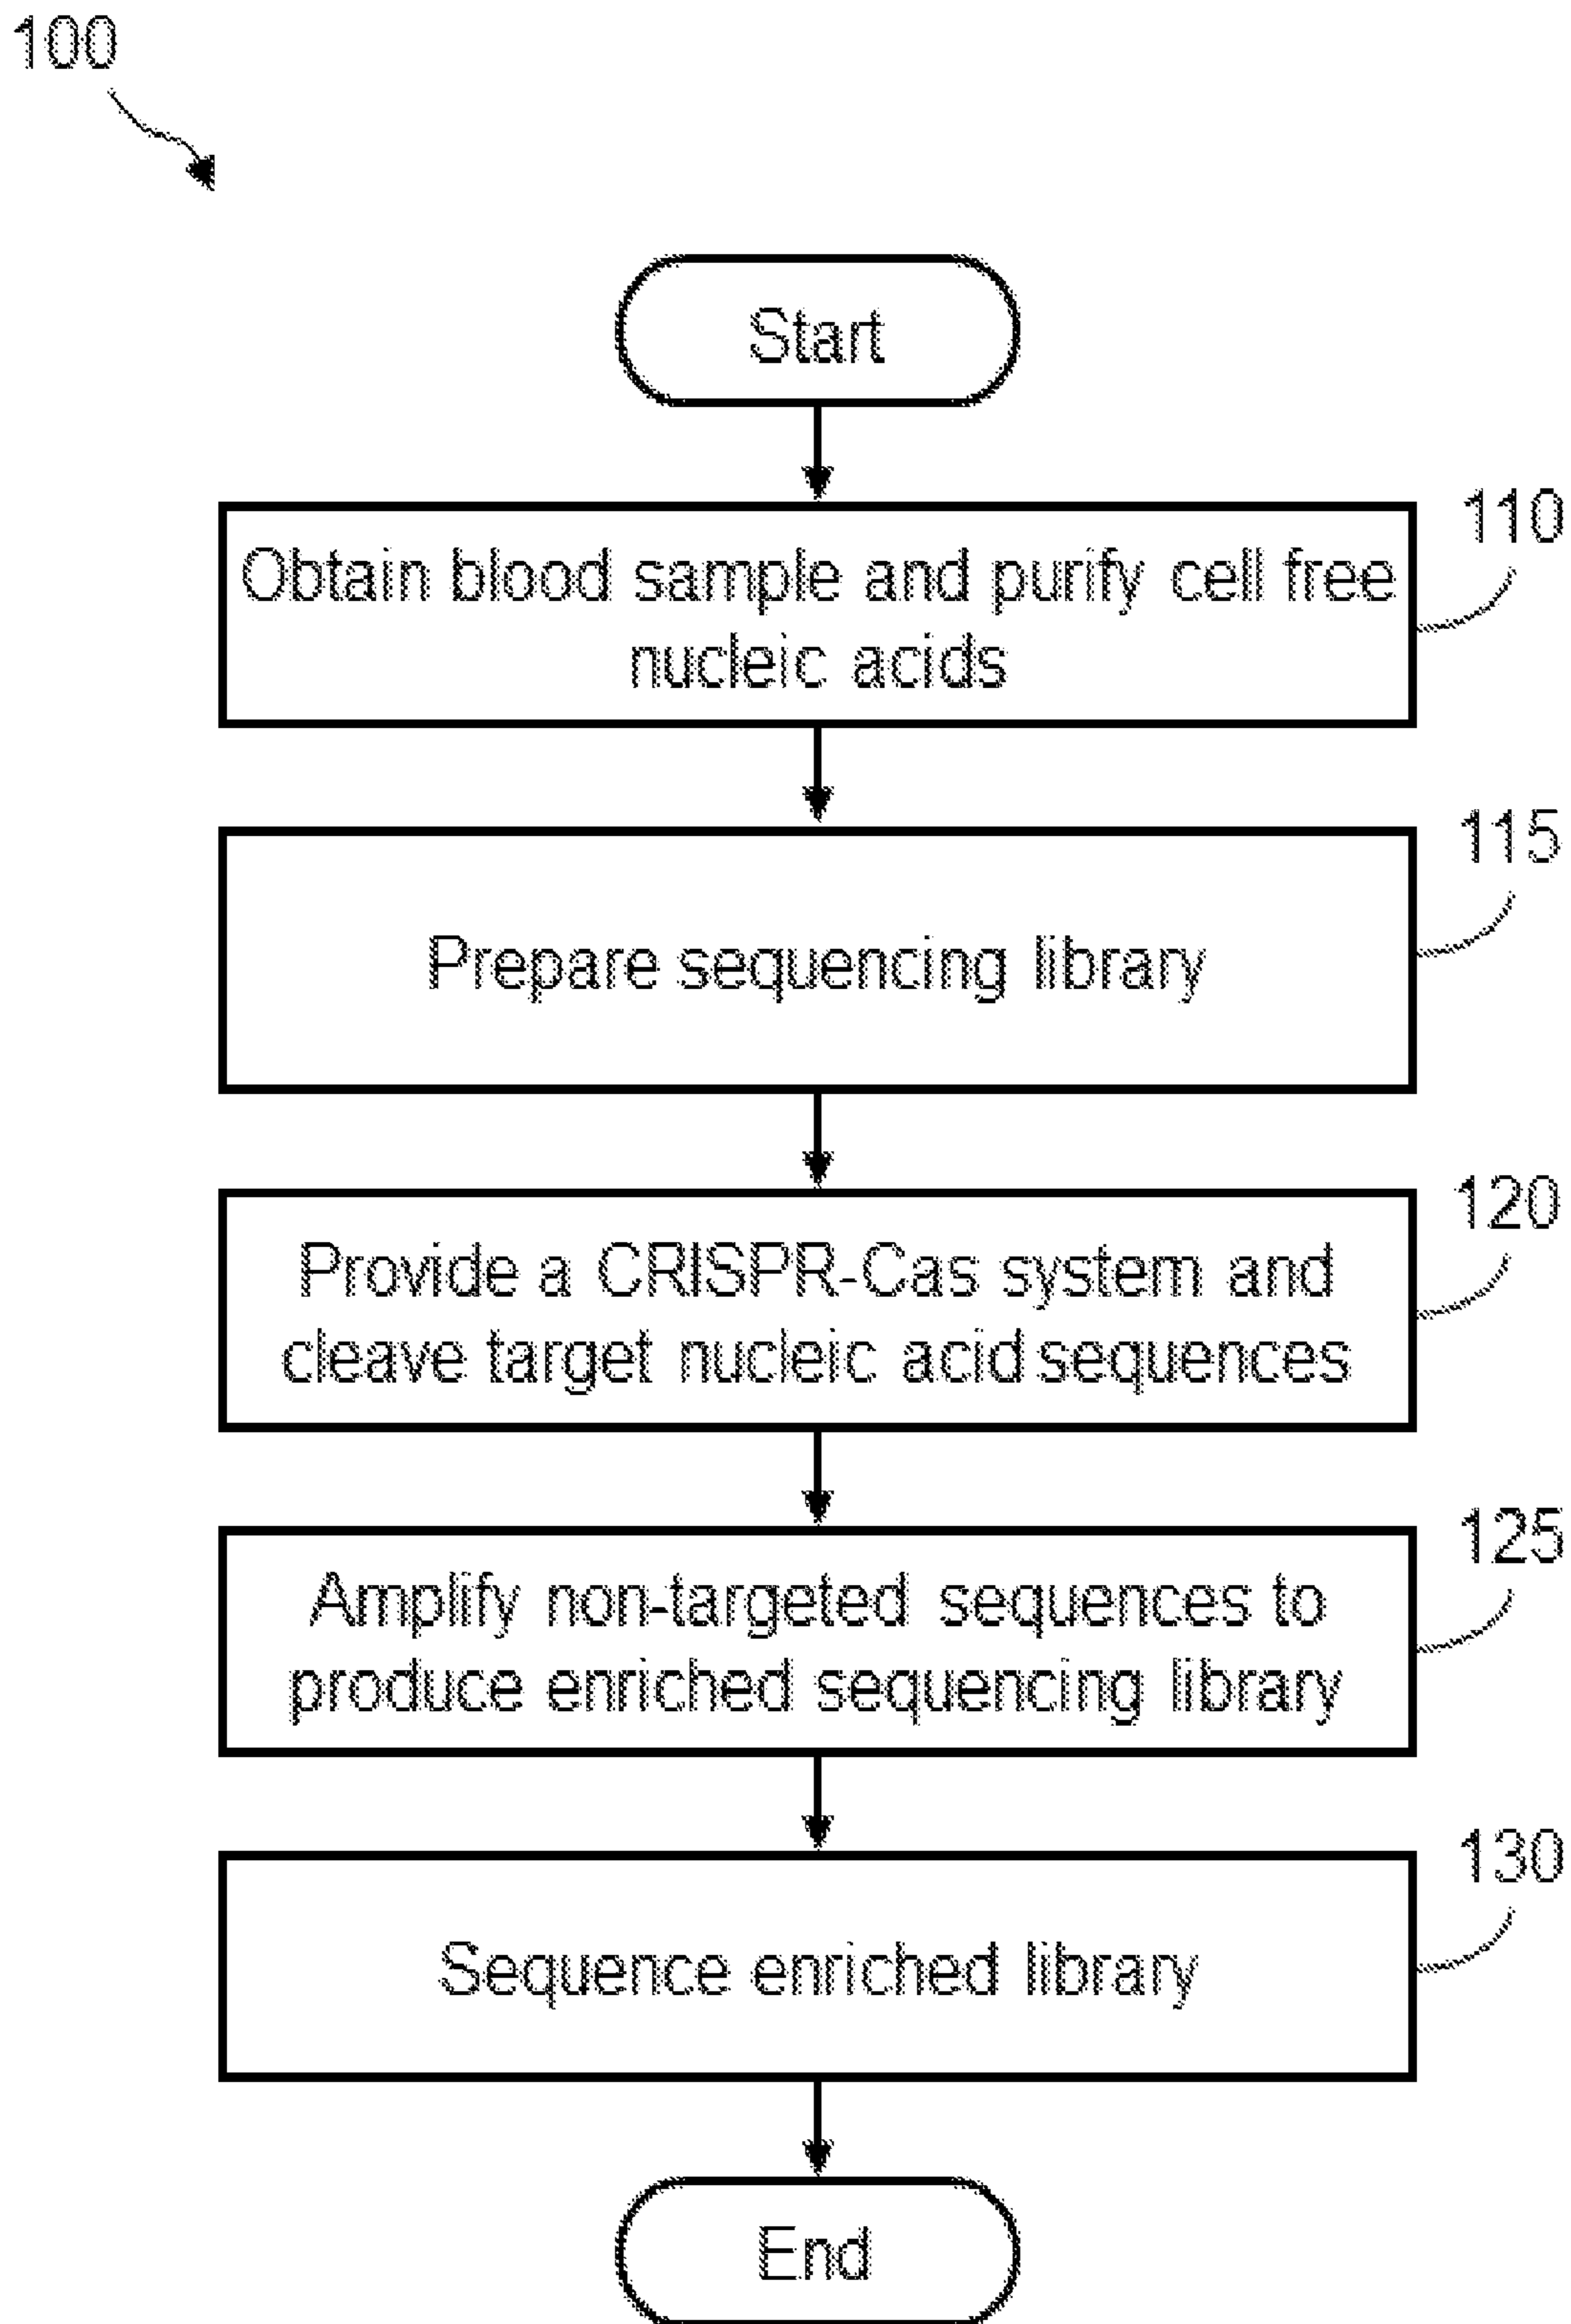 100
Start
110
Obtain blood sample and purify cell free
nucleic acids
115
Prepare sequencing library
120
Provide a CRISPR-Cas system and
cleave target nucleic acid sequences
125
Amplify non-targeted sequences to
produce enriched sequencing library
130
Sequence enriched library
End